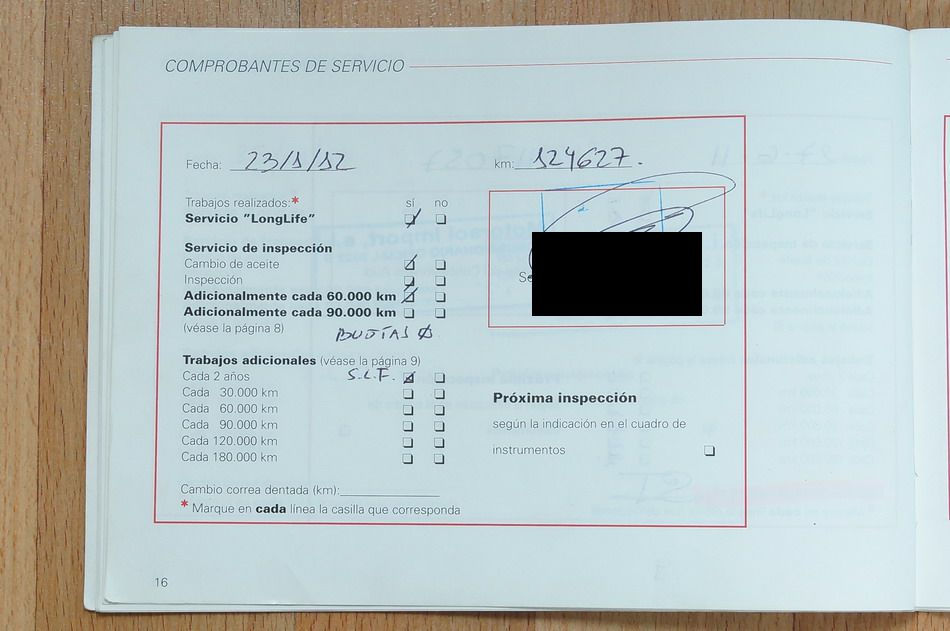 COMPROBANTES DE SERVICIO
Fecha: 23/1/12
km: 124627.
Trabajos realizados:* sí no
Servicio "LongLife"
Servicio de inspección
Cambio de aceite
Inspección
Adicionalmente cada 60.000 km
Adicionalmente cada 90.000 km
(véase la página 8)
BUJIAS
Trabajos adicionales (véase la página 9)
Cada 2 años S.L.F.
Cada 30.000 km
Cada 60.000 km
Cada 90.000 km
Cada 120.000 km
Cada 180.000 km
Cambio correa dentada (km):
* Marque en cada línea la casilla que corresponda
Próxima inspección
según la indicación en el cuadro de
instrumentos
16